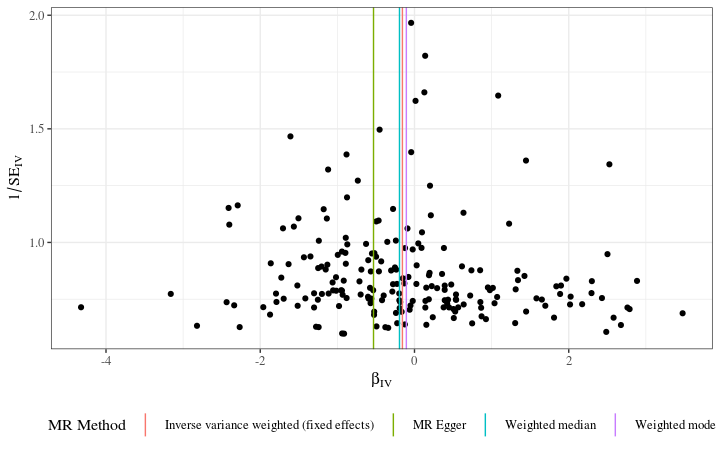 2.0
1.5
1.0
1/SE_IV
-4
-2
0
2
β_IV
MR Method
Inverse variance weighted (fixed effects)
MR Egger
Weighted median
Weighted mode